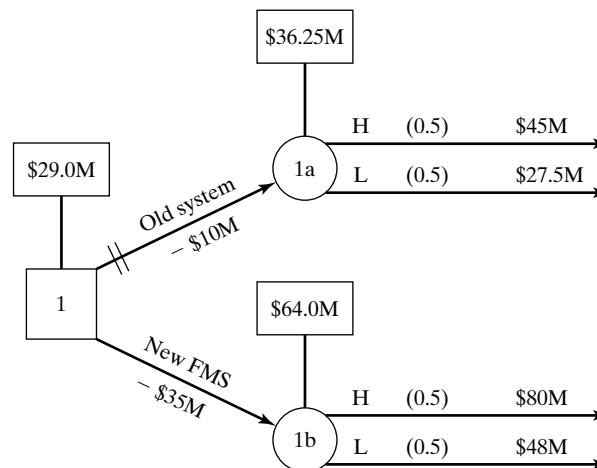 $36.25M
H (0.5) $45M
$29.0M
1a
L (0.5) $27.5M
Old system
− $10M
1
$64.0M
New FMS
− $35M
H (0.5) $80M
1b
L (0.5) $48M